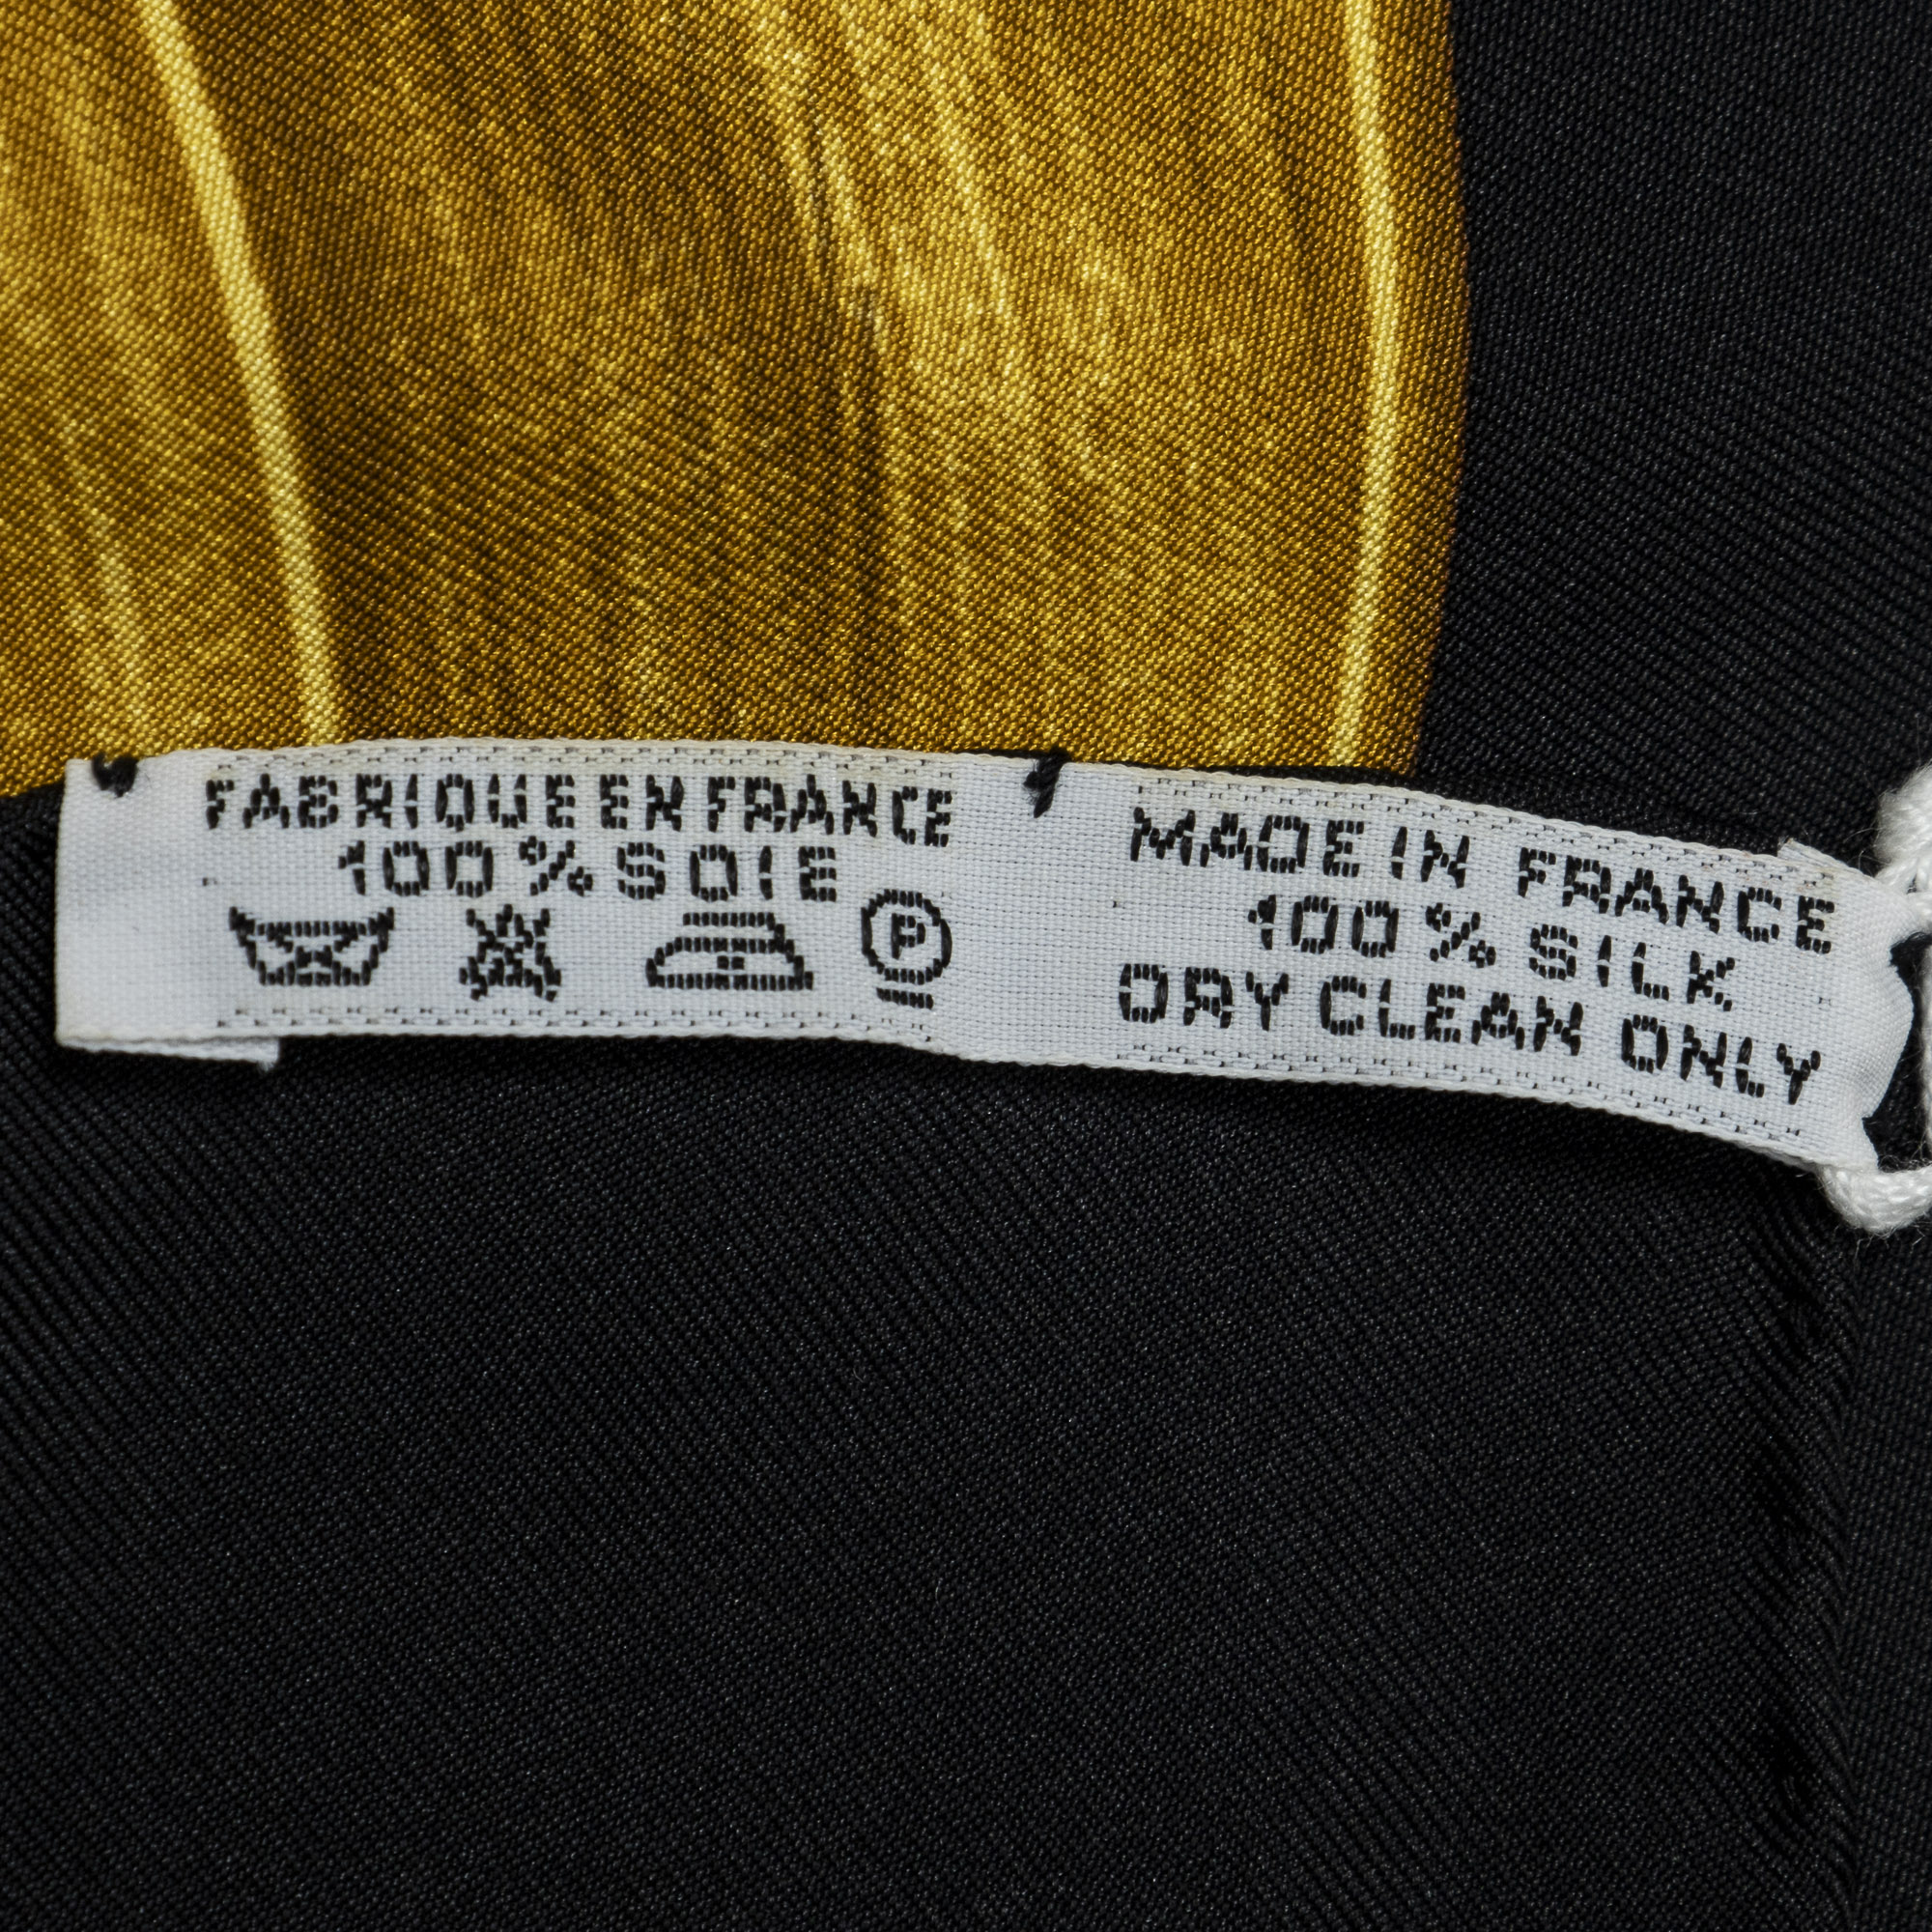 FABRIQUE EN FRANCE
100% SOIE
P
MADE IN FRANCE
100% SILK
DRY CLEAN ONLY